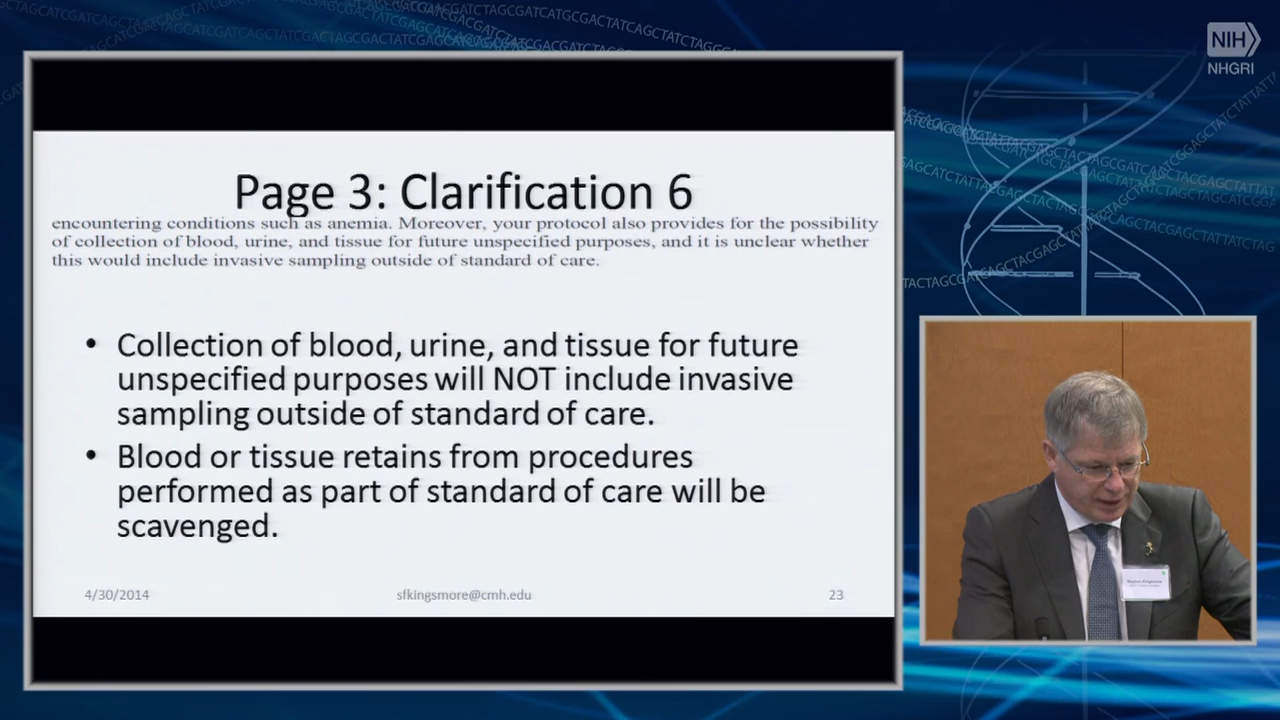 NIH
NHGRI
Page 3: Clarification 6
encountering conditions such as anemia. Moreover, your protocol also provides for the possibility
of collection of blood, urine, and tissue for future unspecified purposes, and it is unclear whether
this would include invasive sampling outside of standard of care.
• Collection of blood, urine, and tissue for future
unspecified purposes will NOT include invasive
sampling outside of standard of care.
• Blood or tissue retains from procedures
performed as part of standard of care will be
scavenged.
4/30/2014
sfkingsmore@cmh.edu
23
Stephen Kingsmore